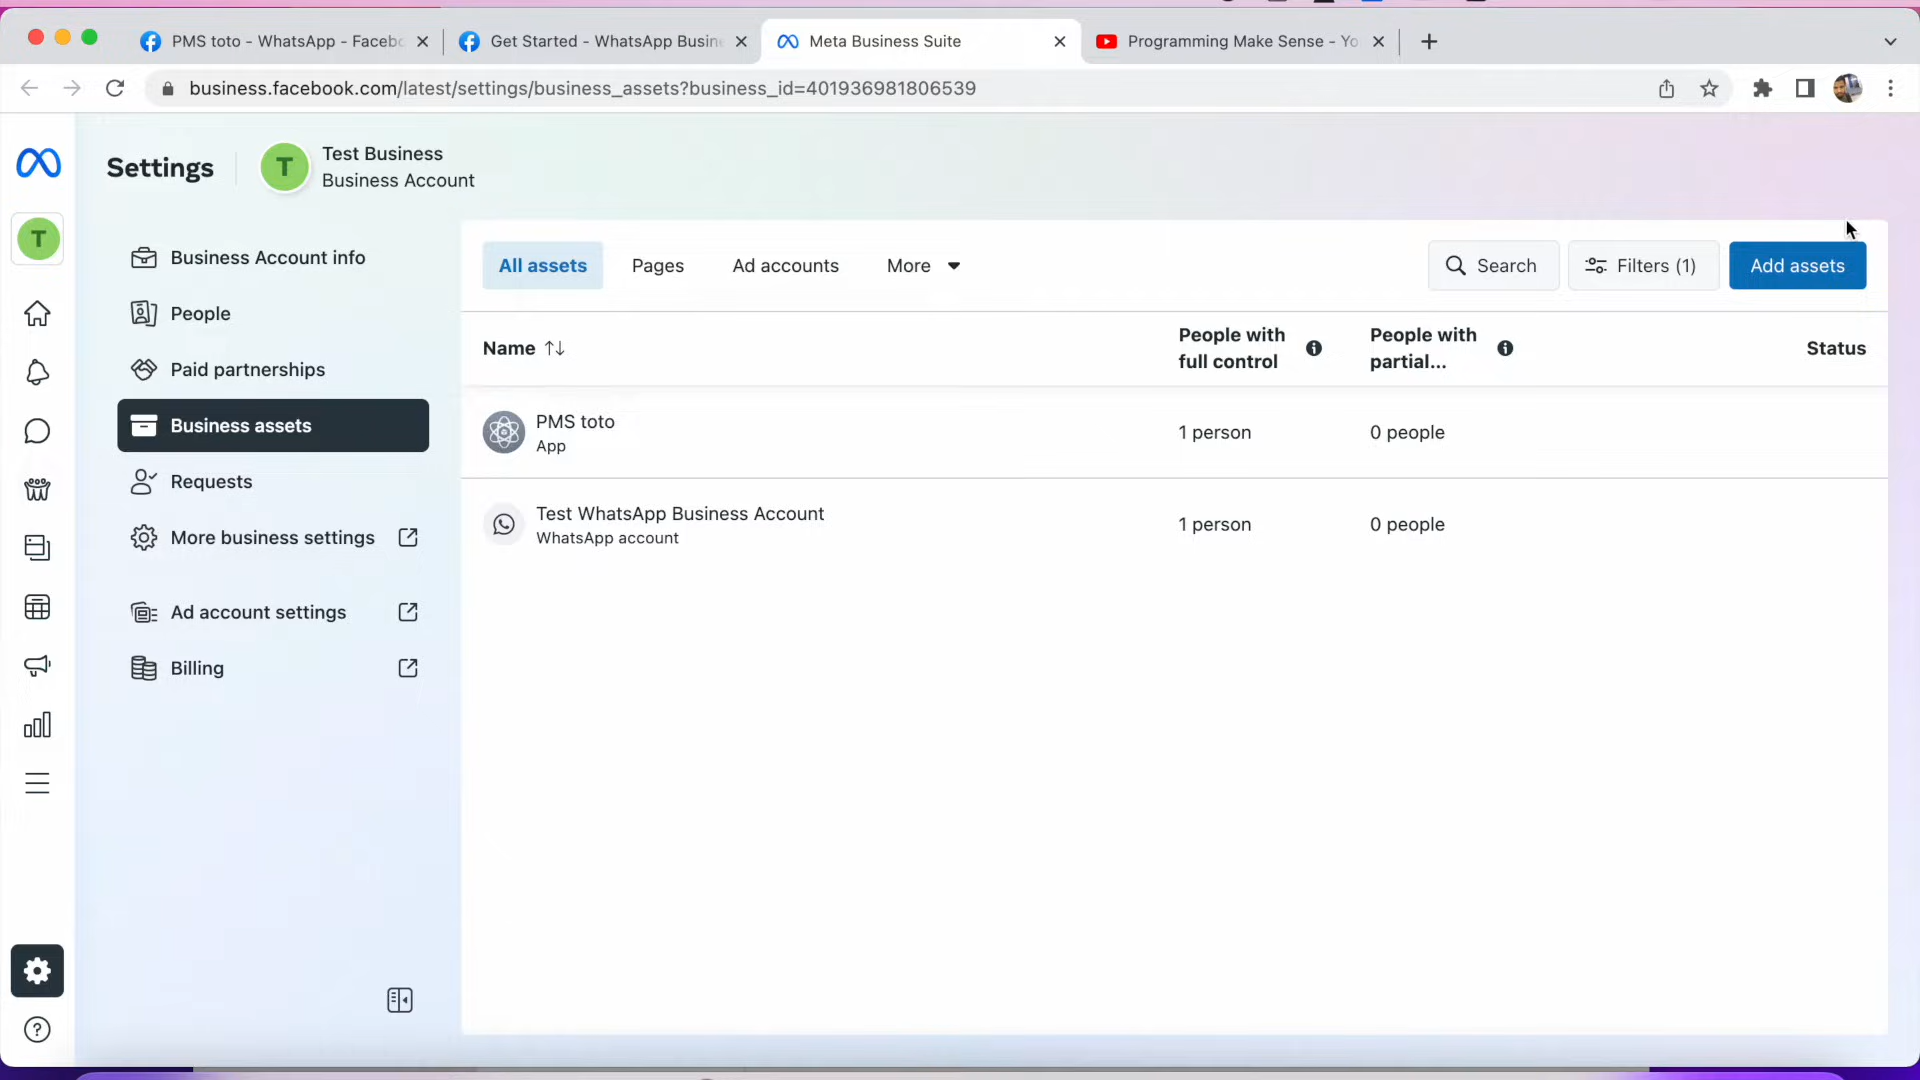 PMS toto - WhatsApp - Facebo
Get Started - WhatsApp Busin
Meta Business Suite
Programming Make Sense - Yo
business.facebook.com/latest/settings/business_assets?business_id=401936981806539
Settings
T
Test Business
Business Account
T
Business Account info
People
Paid partnerships
Business assets
Requests
More business settings
Ad account settings
Billing
All assets
Pages
Ad accounts
More
Search
Filters (1)
Add assets
Name
People with full control
People with partial...
Status
PMS toto
App
1 person
0 people
Test WhatsApp Business Account
WhatsApp account
1 person
0 people